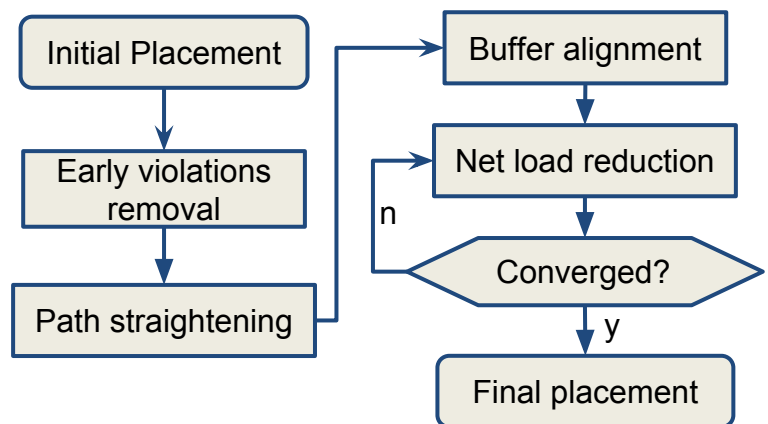 Initial Placement
Early violations
removal
Path straightening
Buffer alignment
Net load reduction
n
Converged?
y
Final placement